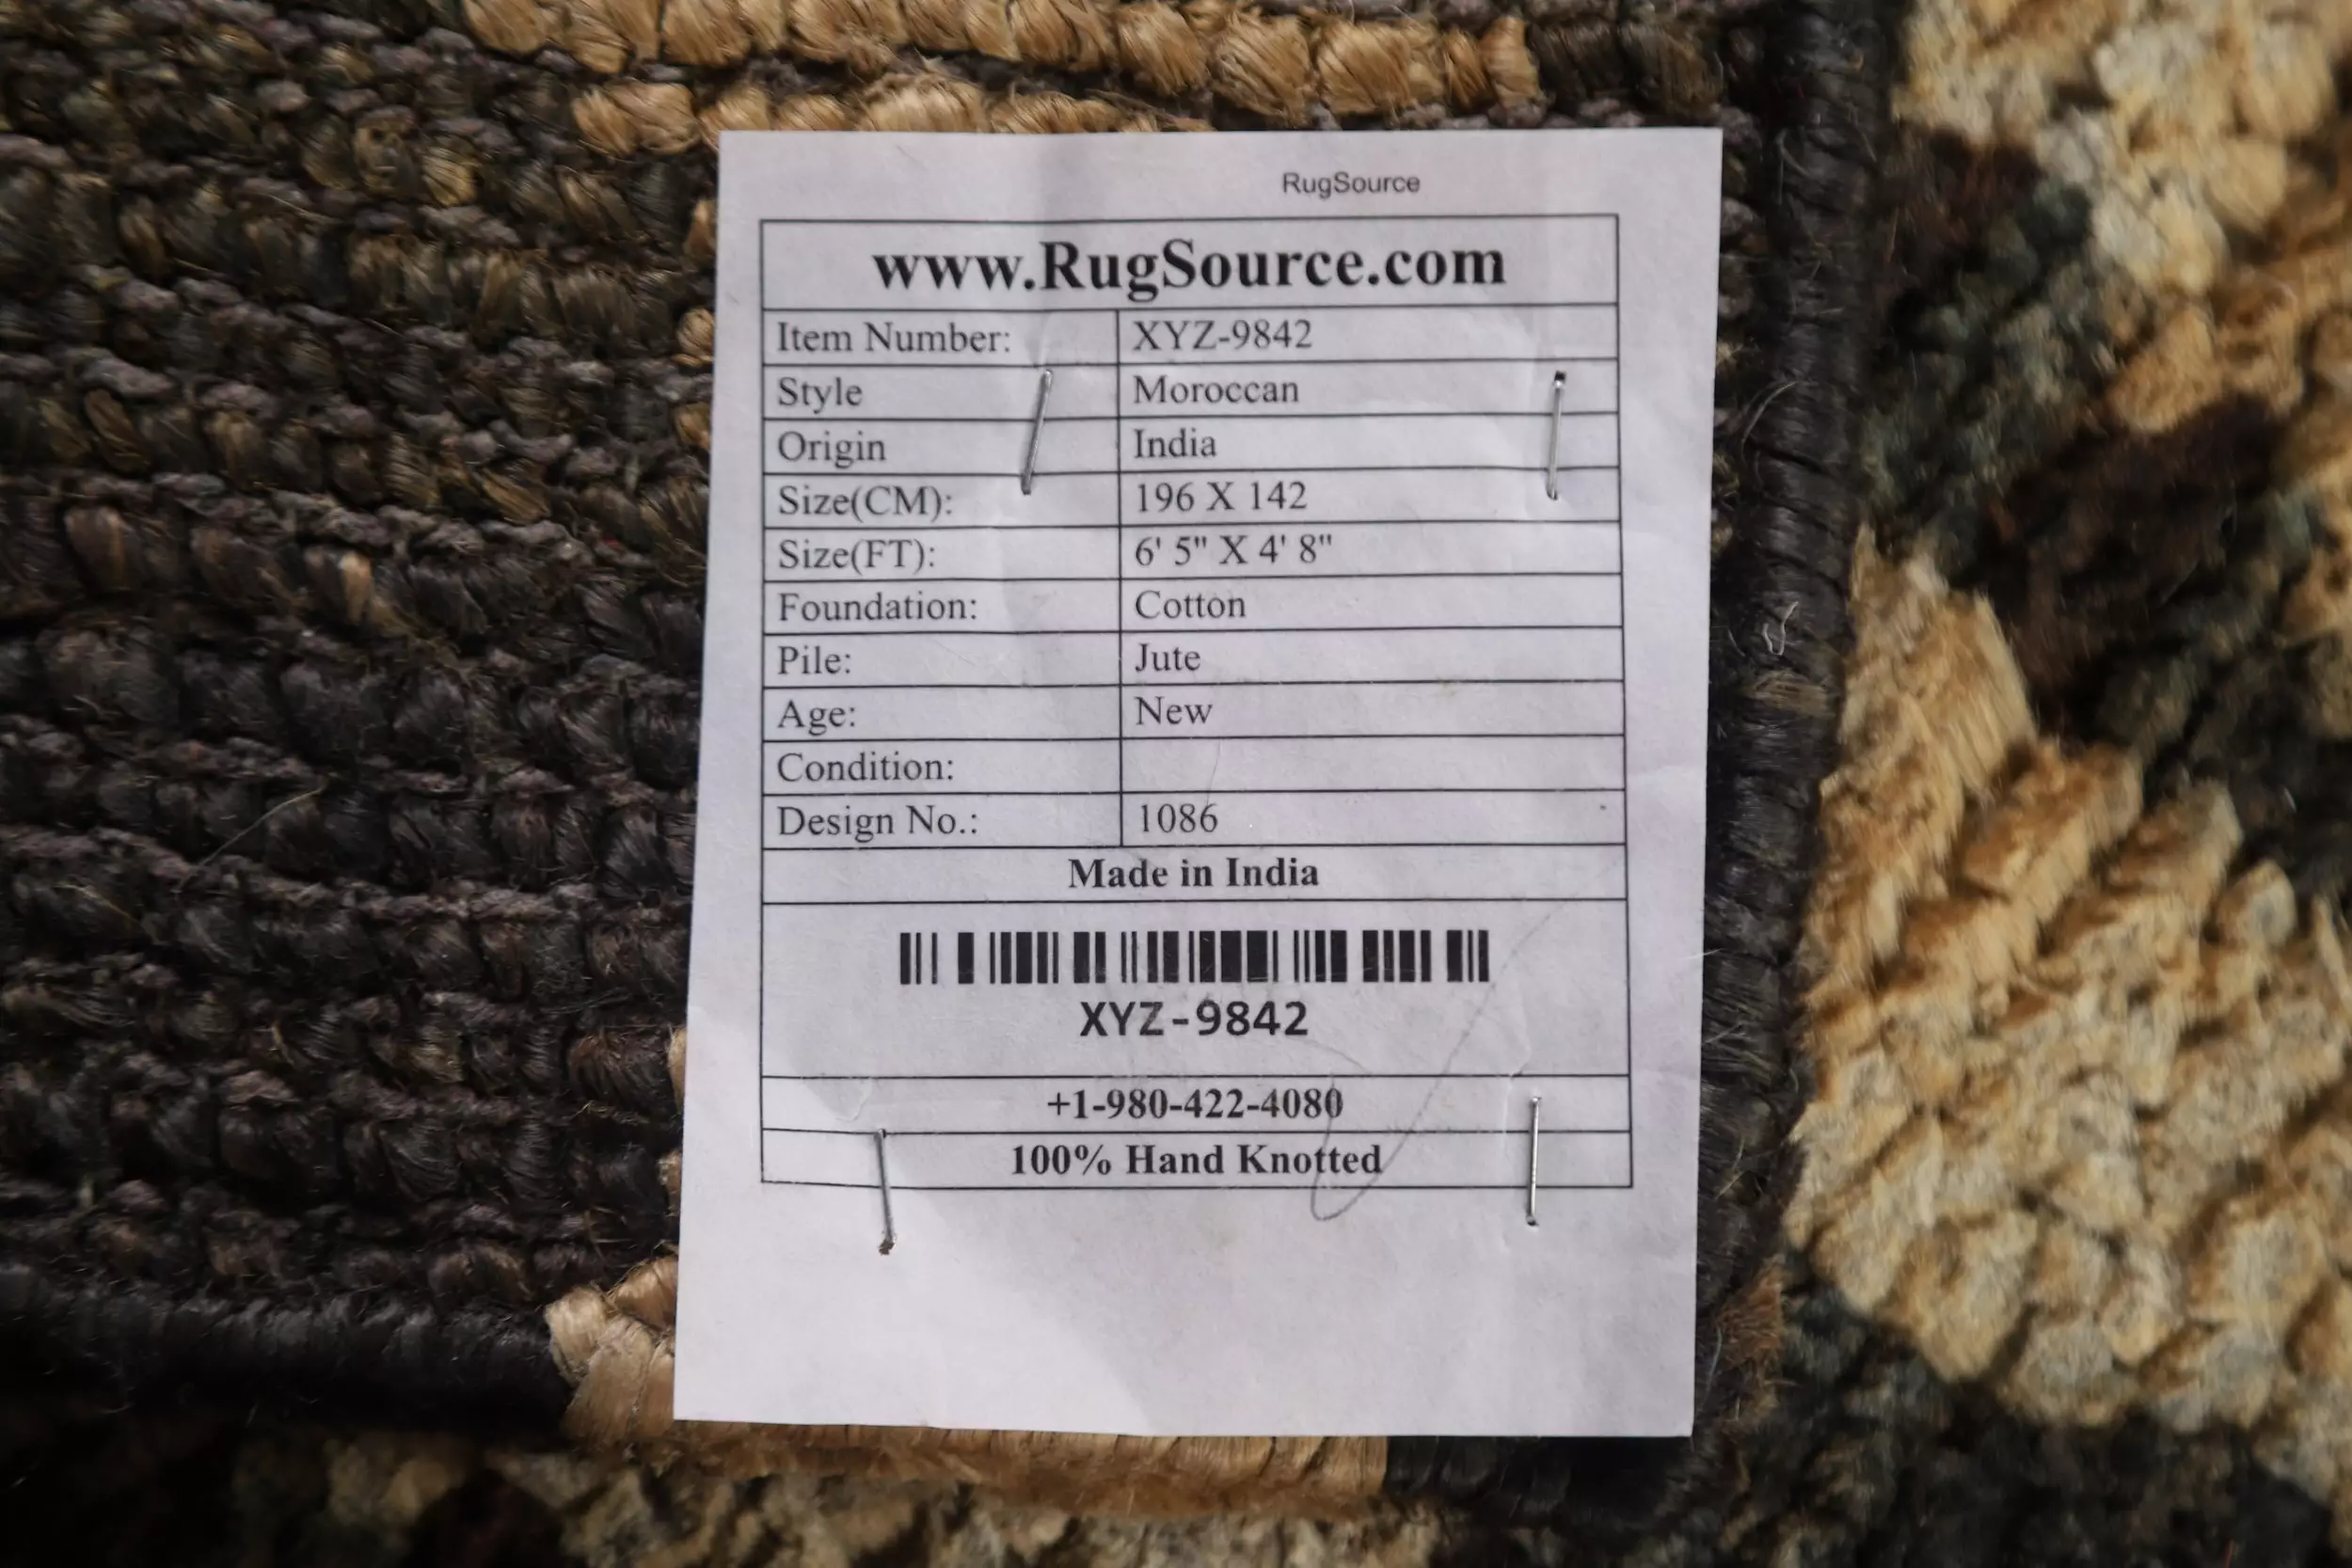 RugSource
www.RugSource.com
Item Number: XYZ-9842
Style Moroccan
Origin India
Size(CM): 196 X 142
Size(FT): 6' 5" X 4' 8"
Foundation: Cotton
Pile: Jute
Age: New
Condition:
Design No.: 1086
Made in India
XYZ-9842
+1-980-422-4080
100% Hand Knotted